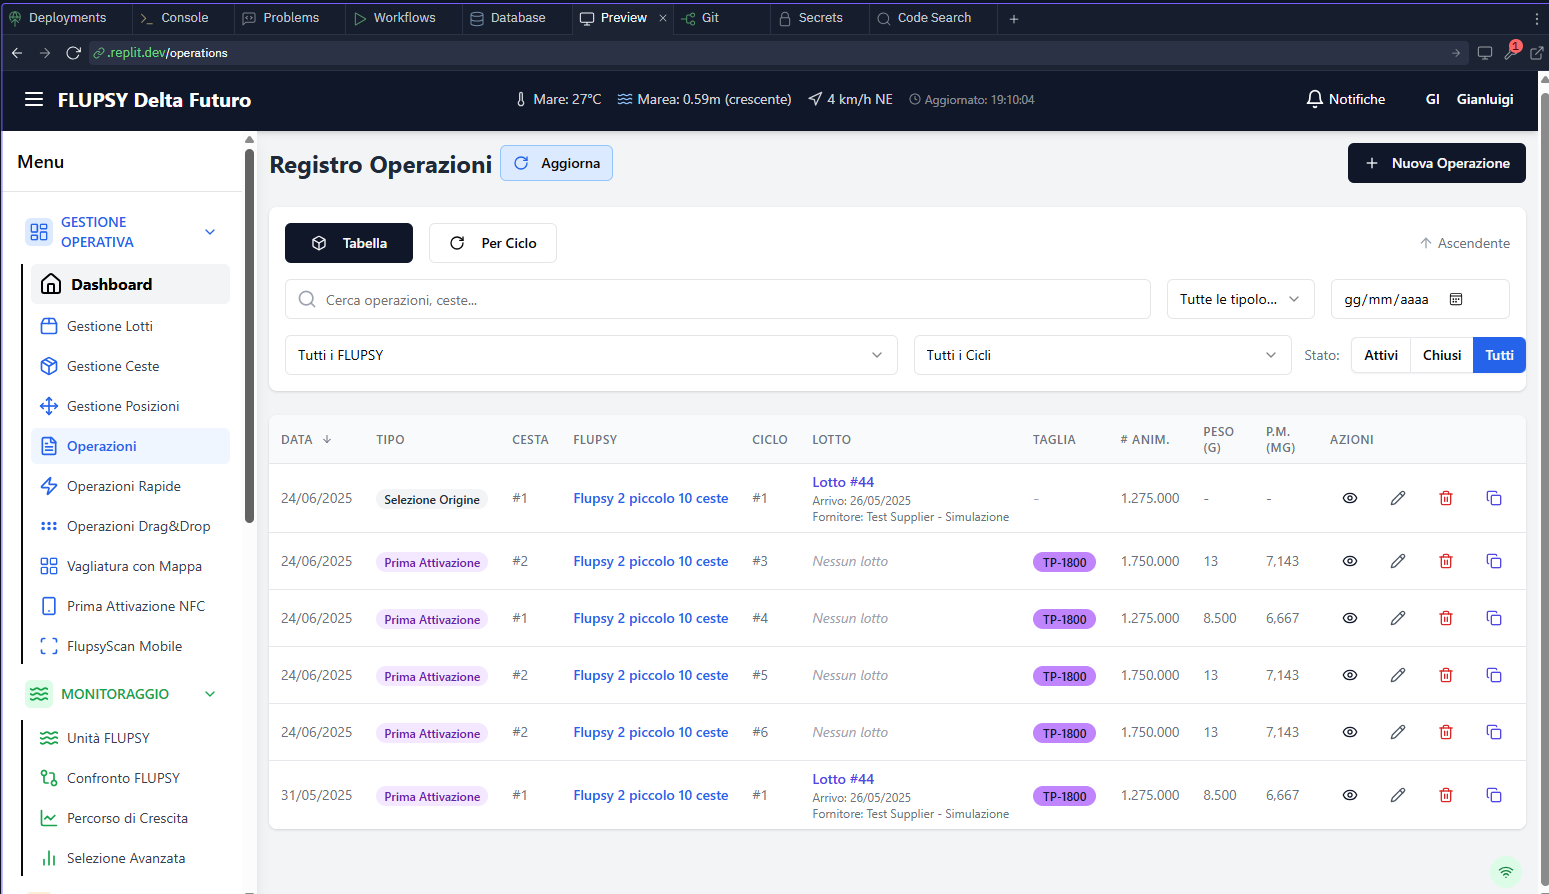 Deployments
Console
Problems
Workflows
Database
Preview
Git
Secrets
Code Search
.replit.dev/operations
1
FLUPSY Delta Futuro
Mare: 27°C
Marea: 0.59m (crescente)
4 km/h NE
Aggiornato: 19:10:04
Notifiche
GI
Gianluigi
Menu
GESTIONE
OPERATIVA
Dashboard
Gestione Lotti
Gestione Ceste
Gestione Posizioni
Operazioni
Operazioni Rapide
Operazioni Drag&Drop
Vagliatura con Mappa
Prima Attivazione NFC
FlupsyScan Mobile
MONITORAGGIO
Unità FLUPSY
Confronto FLUPSY
Percorso di Crescita
Selezione Avanzata
Registro Operazioni
Aggiorna
Nuova Operazione
Tabella
Per Ciclo
Ascendente
Cerca operazioni, ceste...
Tutte le tipolo...
gg/mm/aaaa
Tutti i FLUPSY
Tutti i Cicli
Stato:
Attivi
Chiusi
Tutti
DATA TIPO CESTA FLUPSY CICLO LOTTO TAGLIA # ANIM. PESO (G) P.M. (MG) AZIONI
24/06/2025 Selezione Origine #1 Flupsy 2 piccolo 10 ceste #1 Lotto #44 - 1.275.000 - -
Arrivo: 26/05/2025
Fornitore: Test Supplier - Simulazione
24/06/2025 Prima Attivazione #2 Flupsy 2 piccolo 10 ceste #3 Nessun lotto TP-1800 1.750.000 13 7,143
24/06/2025 Prima Attivazione #1 Flupsy 2 piccolo 10 ceste #4 Nessun lotto TP-1800 1.275.000 8.500 6,667
24/06/2025 Prima Attivazione #2 Flupsy 2 piccolo 10 ceste #5 Nessun lotto TP-1800 1.750.000 13 7,143
24/06/2025 Prima Attivazione #2 Flupsy 2 piccolo 10 ceste #6 Nessun lotto TP-1800 1.750.000 13 7,143
31/05/2025 Prima Attivazione #1 Flupsy 2 piccolo 10 ceste #1 Lotto #44 TP-1800 1.275.000 8.500 6,667
Arrivo: 26/05/2025
Fornitore: Test Supplier - Simulazione